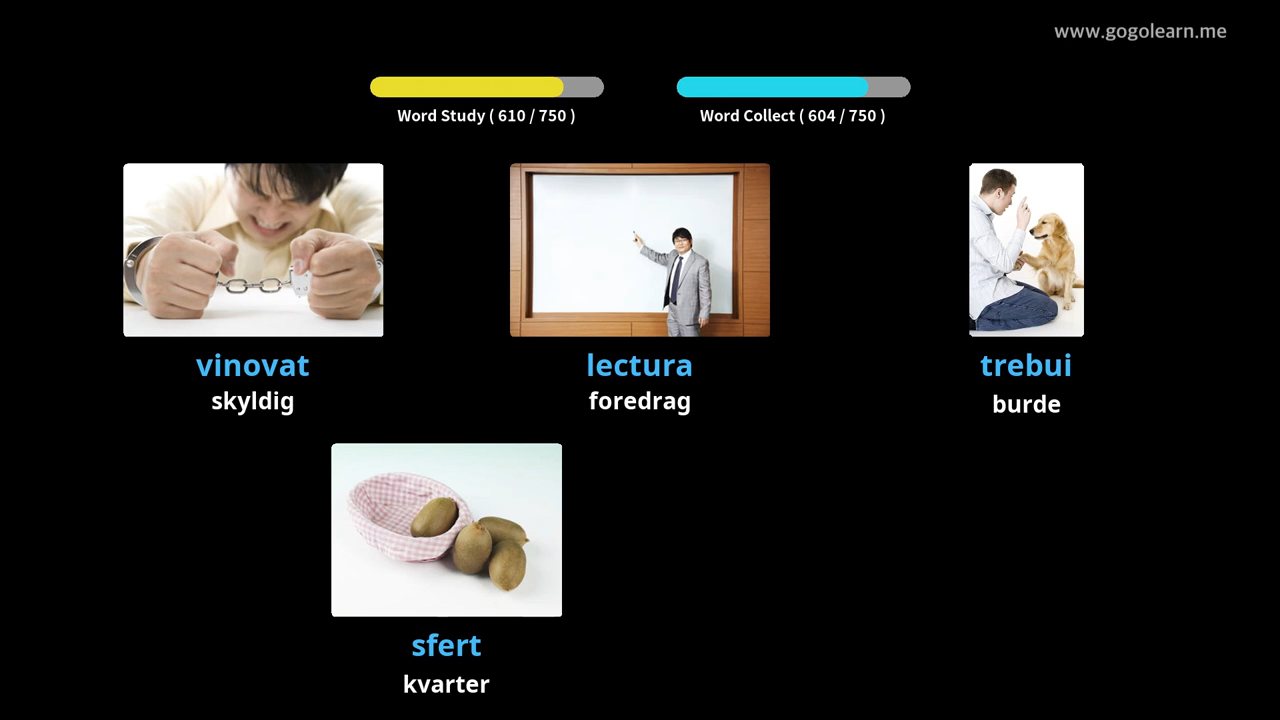 www.gogolearn.me
Word Study ( 610 / 750 )
Word Collect ( 604 / 750 )
vinovat
skyldig
lectura
foredrag
trebui
burde
sfert
kvarter